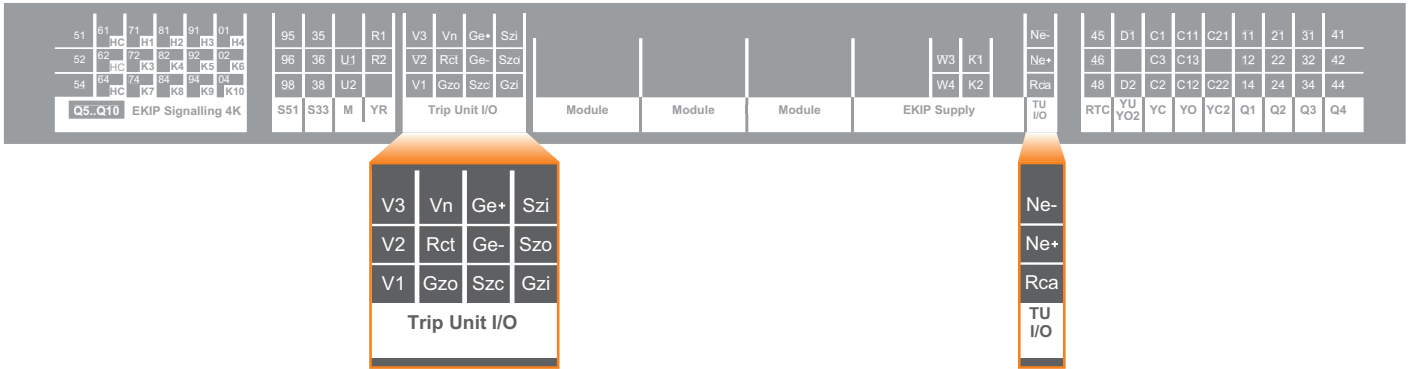 51 61 HC 71 H1 81 H2 91 H3 01 H4 95 35 R1 V3 Vn Ge+ Szi Ne- 45 D1 C1 C11 C21 11 21 31 41
52 62 HC 72 K3 82 K4 92 K5 02 K6 96 36 U1 R2 V2 Rct Ge- Szo W3 K1 Ne+ 46 C3 C13 12 22 32 42
54 64 HC 74 K7 84 K8 94 K9 04 K10 98 38 U2 V1 Gzo Szc Gzi W4 K2 Rca 48 D2 C2 C12 C22 14 24 34 44
Q5..Q10 EKIP Signalling 4K S51 S33 M YR Trip Unit I/O Module Module Module EKIP Supply TU I/O RTC YU YO2 YC YO YC2 Q1 Q2 Q3 Q4
V3 Vn Ge+ Szi
V2 Rct Ge- Szo
V1 Gzo Szc Gzi
Trip Unit I/O
Ne-
Ne+
Rca
TU
I/O